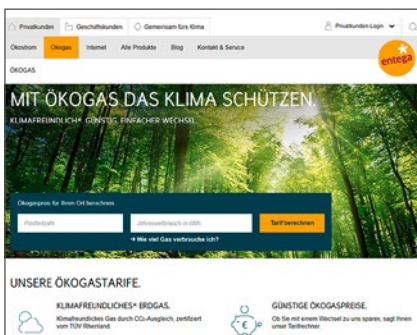 Privatkunden Geschäftskunden Gemeinsam fürs Klima Privatkunden-Login
Ökostrom Ökogas Internet Alle Produkte Blog Kontakt & Service
entega
ÖKOGAS
MIT ÖKOGAS DAS KLIMA SCHÜTZEN.
KLIMAFREUNDLICH*. GÜNSTIG. EINFACHER WECHSEL.
Ökogaspreis für Ihren Ort berechnen
Postleitzahl Jahresverbrauch in kWh Tarif berechnen
Wie viel Gas verbrauche ich?
UNSERE ÖKOGASTARIFE.
KLIMAFREUNDLICHES* ERDGAS. GÜNSTIGE ÖKOGASPREISE.
Klimafreundliches Gas durch CO₂-Ausgleich, zertifiziert Ob Sie mit einem Wechsel zu uns sparen, sagt Ihnen
vom TÜV Rheinland. unser Tarifrechner.